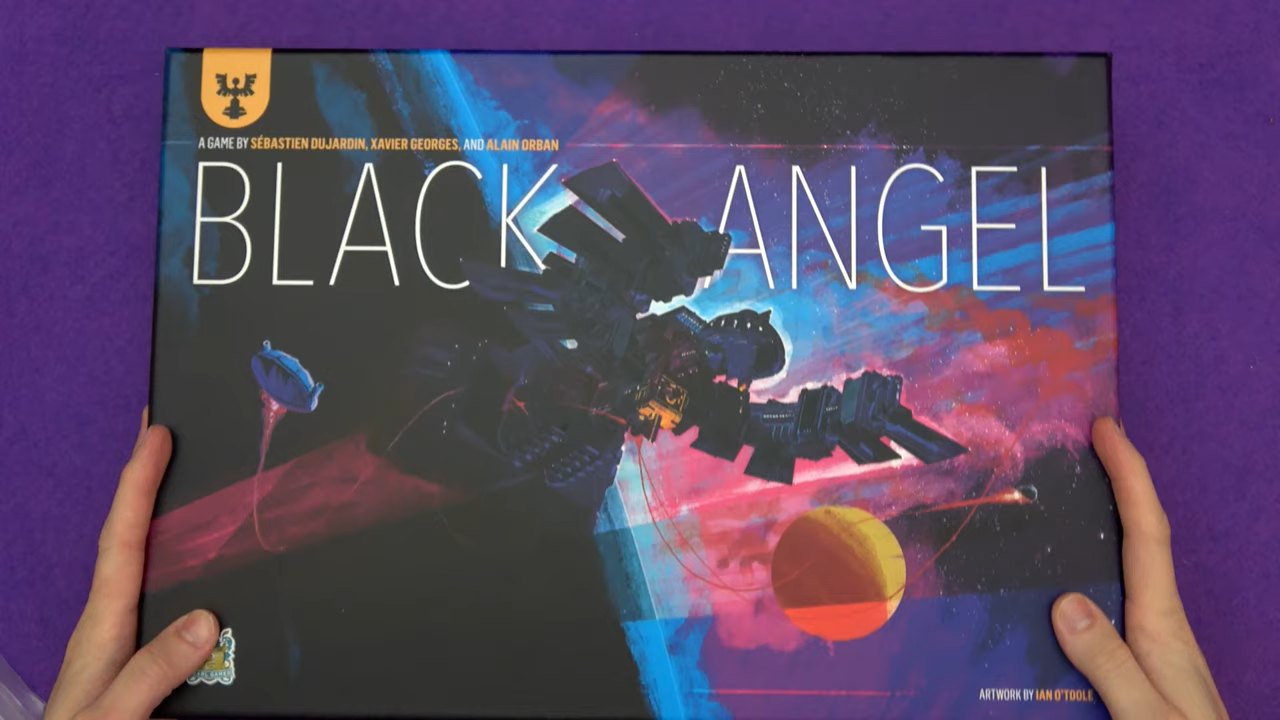 A GAME BY SÉBASTIEN DUJARDIN, XAVIER GEORGES, AND ALAIN ORBAN
BLACK ANGEL
ARTWORK BY IAN O'TOOLE